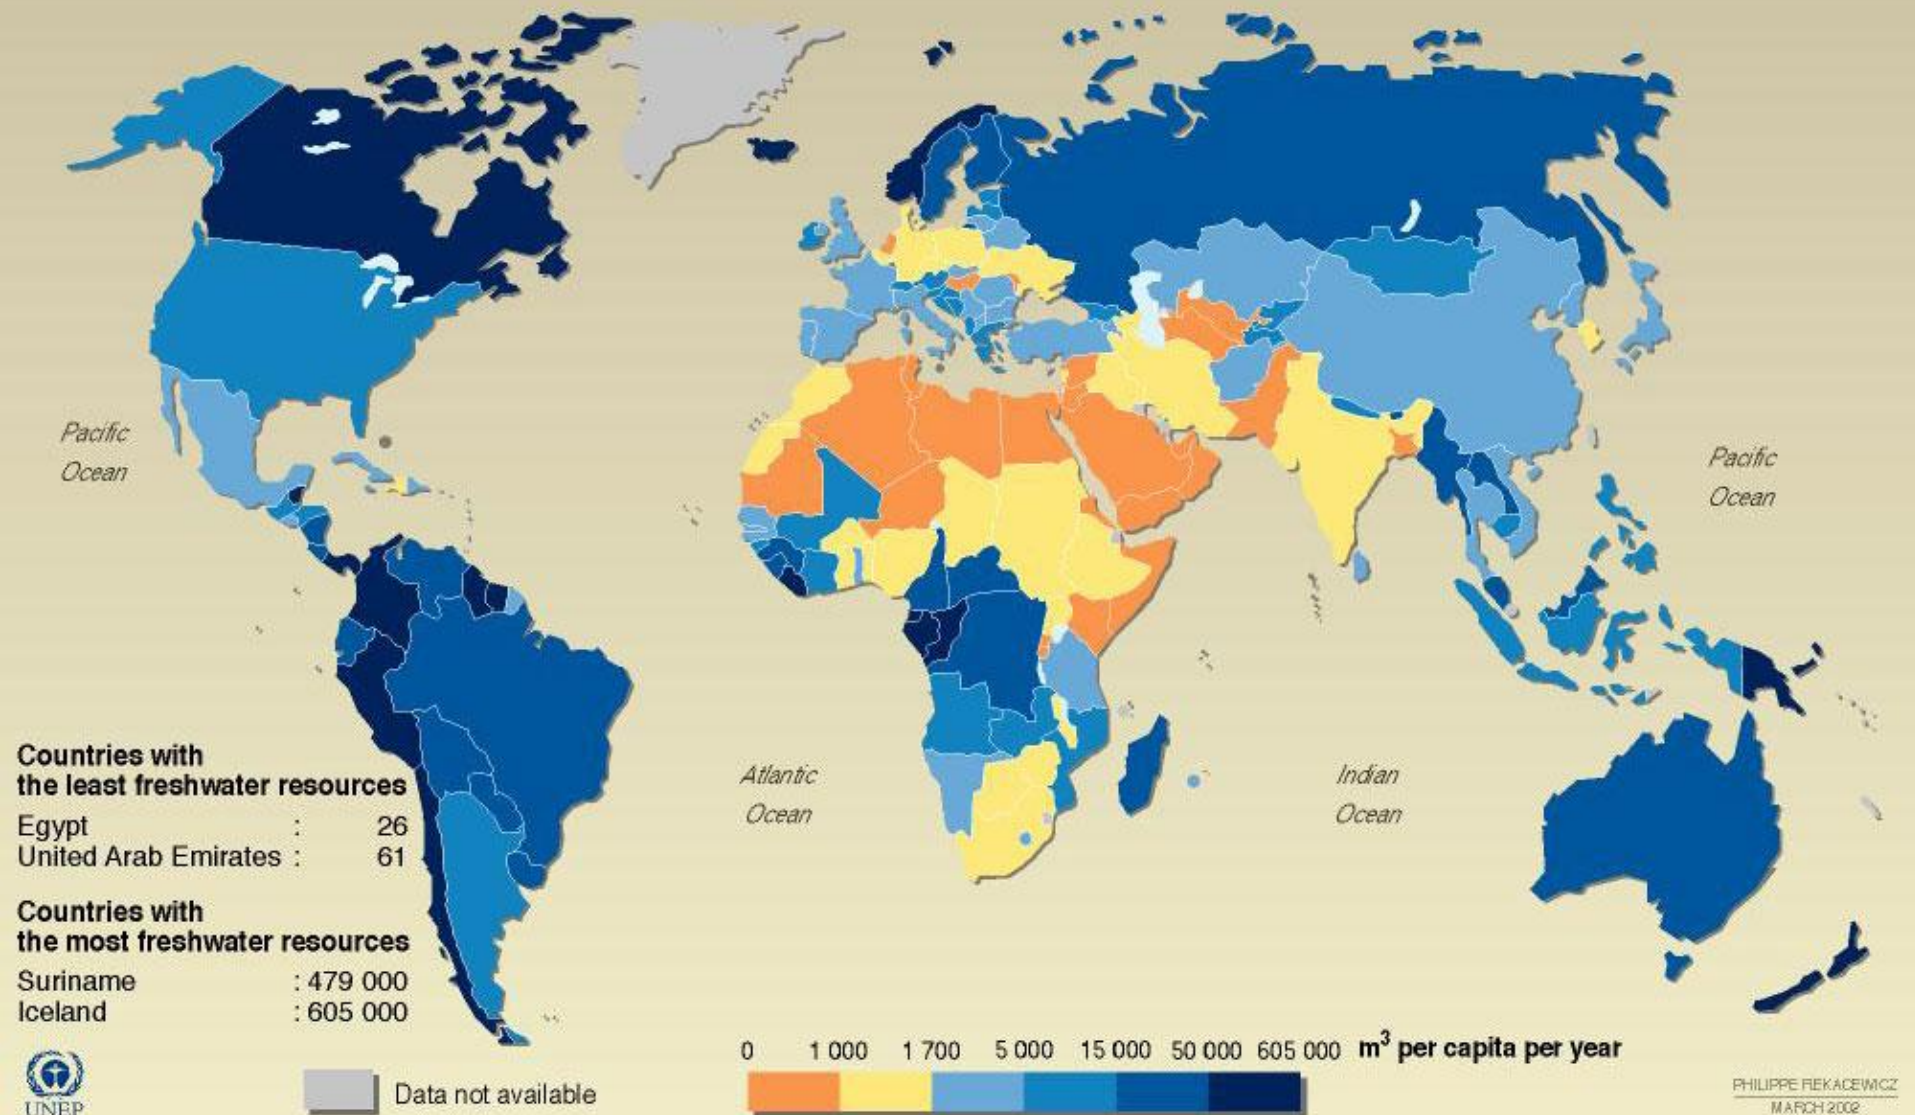 Pacific
Ocean
Pacific
Ocean
Atlantic
Ocean
Indian
Ocean
Countries with
the least freshwater resources
Egypt : 26
United Arab Emirates : 61
Countries with
the most freshwater resources
Suriname : 479 000
Iceland : 605 000
0 1 000 1 700 5 000 15 000 50 000 605 000 m³ per capita per year
Data not available
UNEP
PHILIPPE REKACEWICZ
MARCH 2002